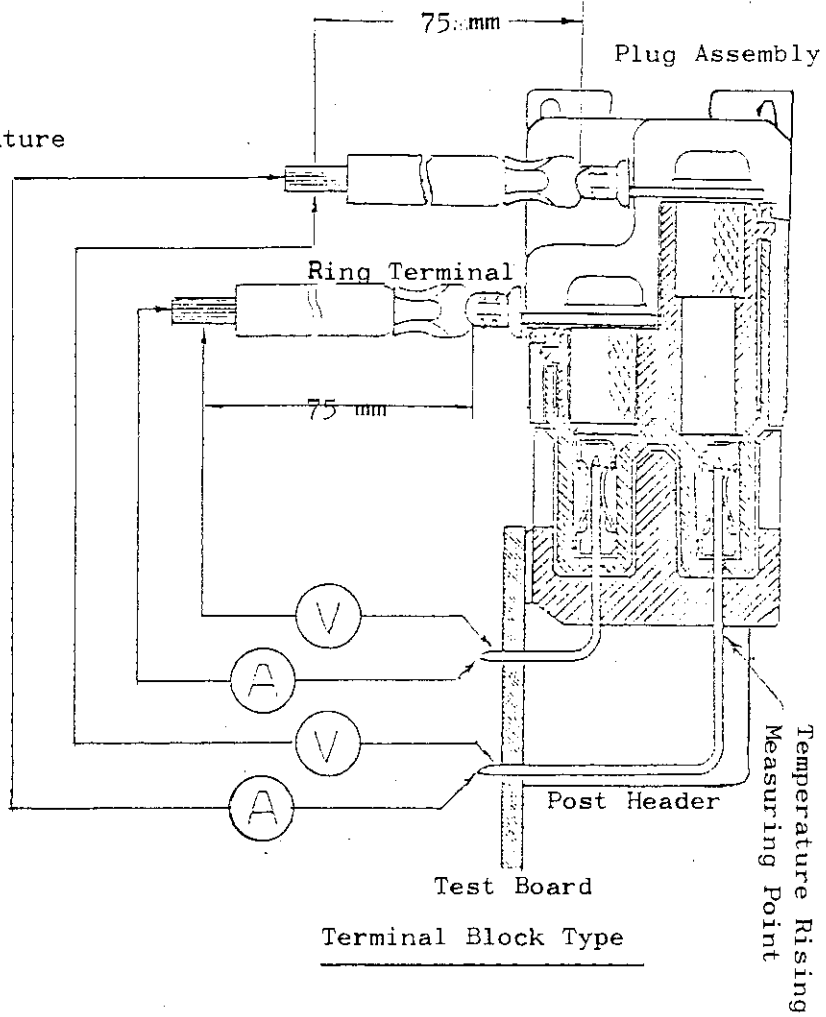 75 mm
Plug Assembly
Ring Terminal
75 mm
V
A
V
A
Post Header
Test Board
Temperature Rising
Measuring Point
Terminal Block Type